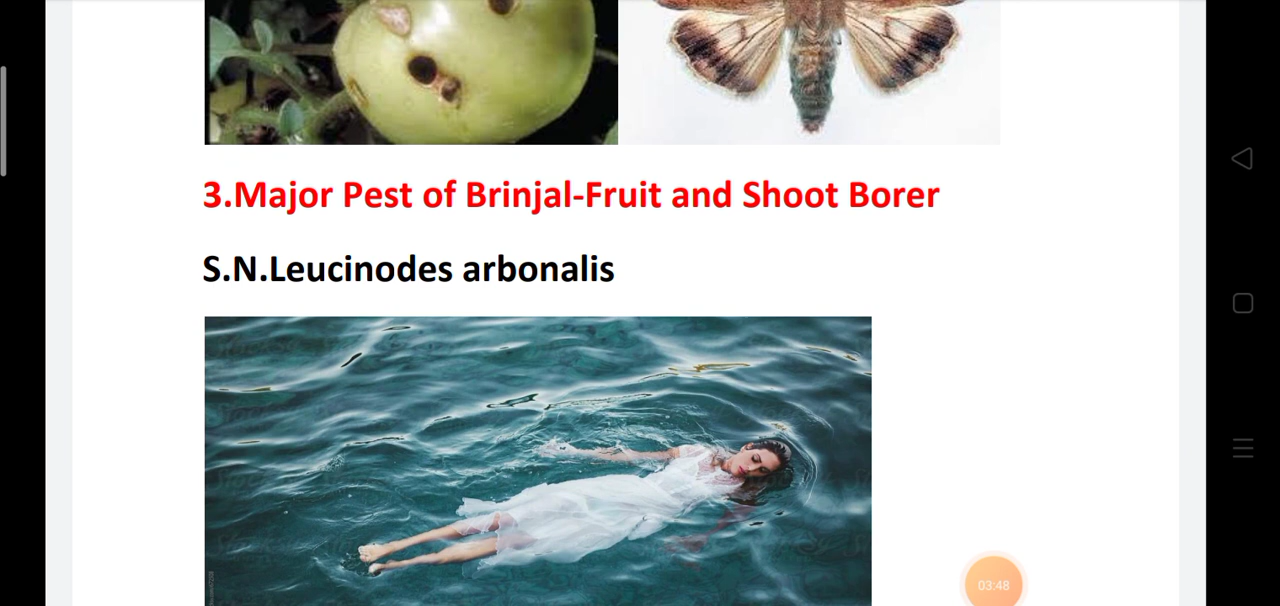 3.Major Pest of Brinjal-Fruit and Shoot Borer
S.N.Leucinodes arbonalis
03:48